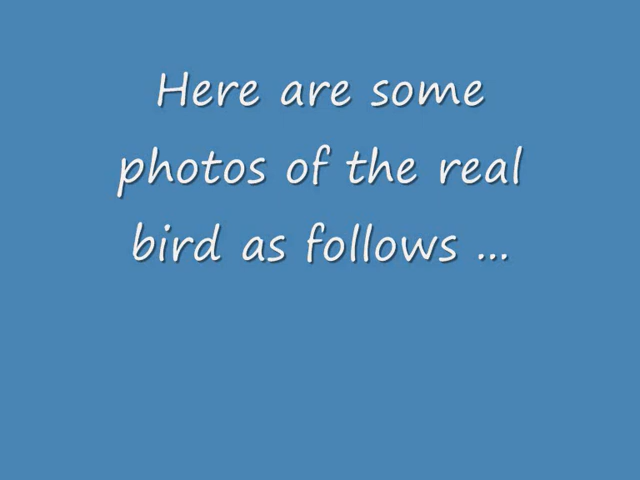 Here are some
photos of the real
bird as follows ...